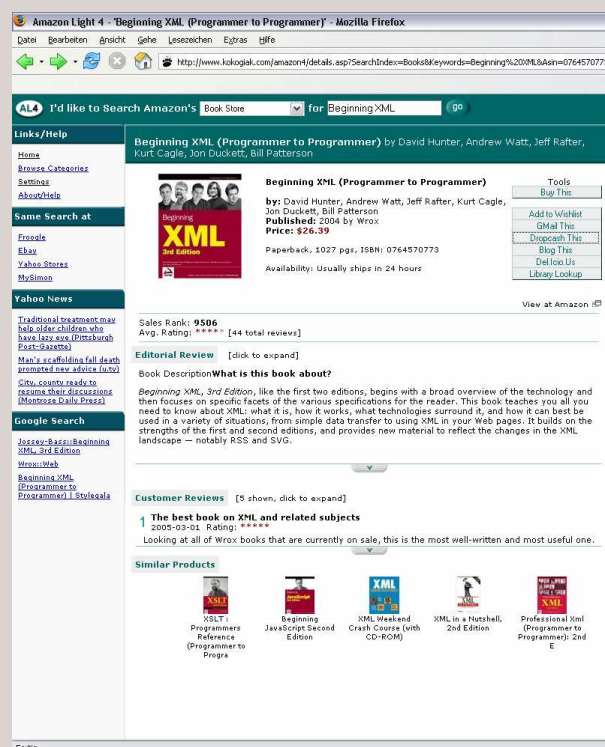 Amazon Light 4 - 'Beginning XML (Programmer to Programmer)' - Mozilla Firefox
Datei Bearbeiten Ansicht Gehe Lesezeichen Extras Hilfe
http://www.kokogiak.com/amazon4/details.asp?SearchIndex=Books&Keywords=Beginning%20XML&Asin=076457077
AL4 I'd like to Search Amazon's Book Store for Beginning XML go
Links/Help
Home
Browse Categories
Settings
About/Help
Same Search at
Froogle
Ebay
Yahoo Stores
MySimon
Yahoo News
Traditional treatment may
help older children who
have lazy eye (Pittsburgh
Post-Gazette)
Man's scaffolding fall death
prompted new advice (u.tv)
City, county ready to
resume their discussions
(Montrose Daily Press)
Google Search
Jossey-Bass::Beginning
XML, 3rd Edition
Wrox::Web
Beginning XML
(Programmer to
Programmer) | Stylegala
Beginning XML (Programmer to Programmer) by David Hunter, Andrew Watt, Jeff Rafter,
Kurt Cagle, Jon Duckett, Bill Patterson
Beginning
XML
3rd Edition
Beginning XML (Programmer to Programmer)
by: David Hunter, Andrew Watt, Jeff Rafter, Kurt Cagle,
Jon Duckett, Bill Patterson
Published: 2004 by Wrox
Price: $26.39
Paperback, 1027 pgs, ISBN: 0764570773
Availability: Usually ships in 24 hours
Tools
Buy This
Add to Wishlist
GMail This
Dropcash This
Blog This
Del.Icio.Us
Library Lookup
View at Amazon
Sales Rank: 9506
Avg. Rating: ***** [44 total reviews]
Editorial Review [click to expand]
Book DescriptionWhat is this book about?
Beginning XML, 3rd Edition, like the first two editions, begins with a broad overview of the technology and
then focuses on specific facets of the various specifications for the reader. This book teaches you all you
need to know about XML: what it is, how it works, what technologies surround it, and how it can best be
used in a variety of situations, from simple data transfer to using XML in your Web pages. It builds on the
strengths of the first and second editions, and provides new material to reflect the changes in the XML
landscape — notably RSS and SVG.
Customer Reviews [5 shown, click to expand]
1 The best book on XML and related subjects
2005-03-01 Rating: *****
Looking at all of Wrox books that are currently on sale, this is the most well-written and most useful one.
Similar Products
XSLT
JavaScript
XML
XML
XSLT :
Programmers
Reference
(Programmer to
Progra
Beginning
JavaScript Second
Edition
XML Weekend
Crash Course (with
CD-ROM)
XML in a Nutshell,
2nd Edition
Professional Xml
(Programmer to
Programmer): 2nd
E